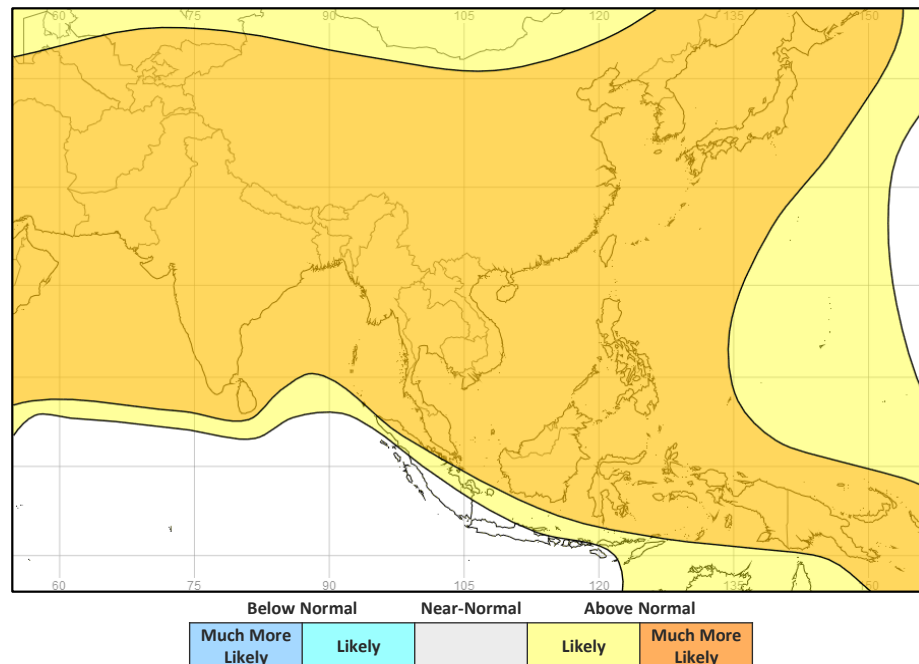 60 75 90 105 120 150
60 75 90 105 120 135 150
Below Normal Near-Normal Above Normal
Much More Likely Likely Much More
Likely Likely